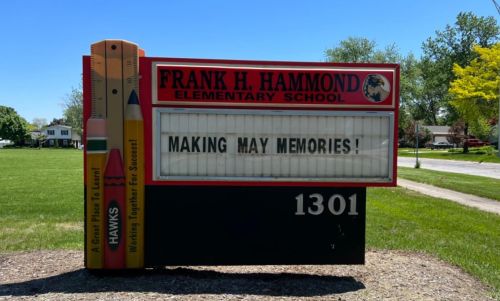 FRANK H. HAMMOND
ELEMENTARY SCHOOL
MAKING MAY MEMORIES!
1301
A Great Place To Learn!
HAWKS
Working Together For Success!